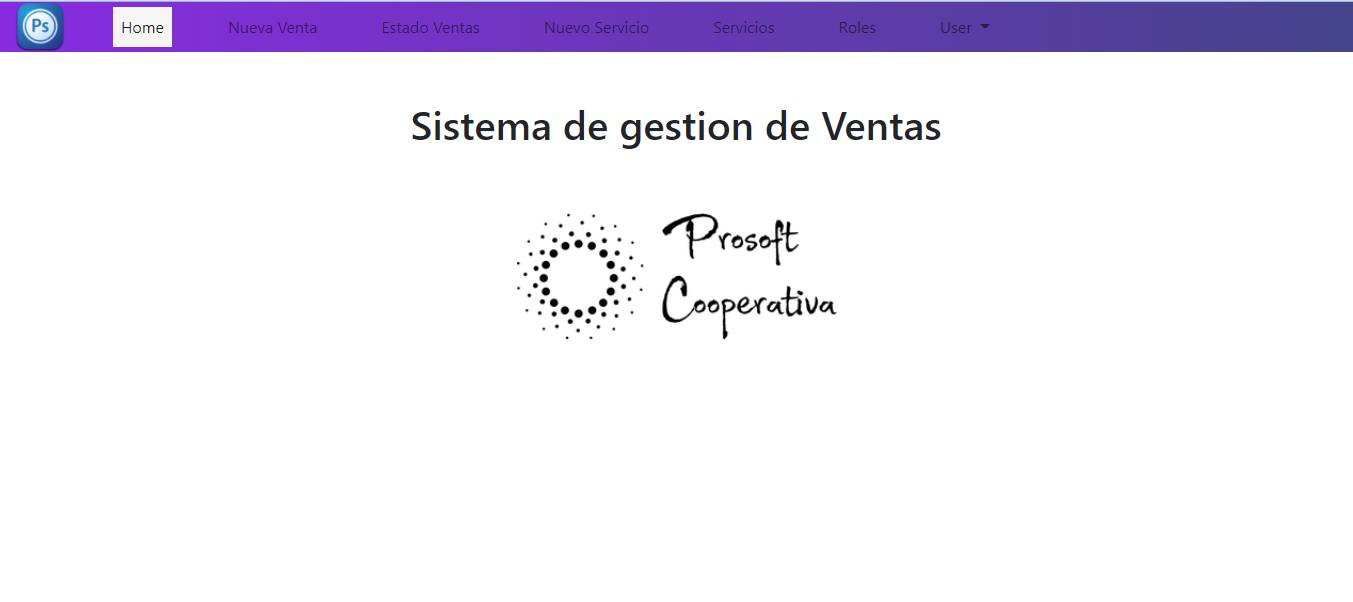 Ps Home Nueva Venta Estado Ventas Nuevo Servicio Servicios Roles User
Sistema de gestion de Ventas
Prosoft
Cooperativa